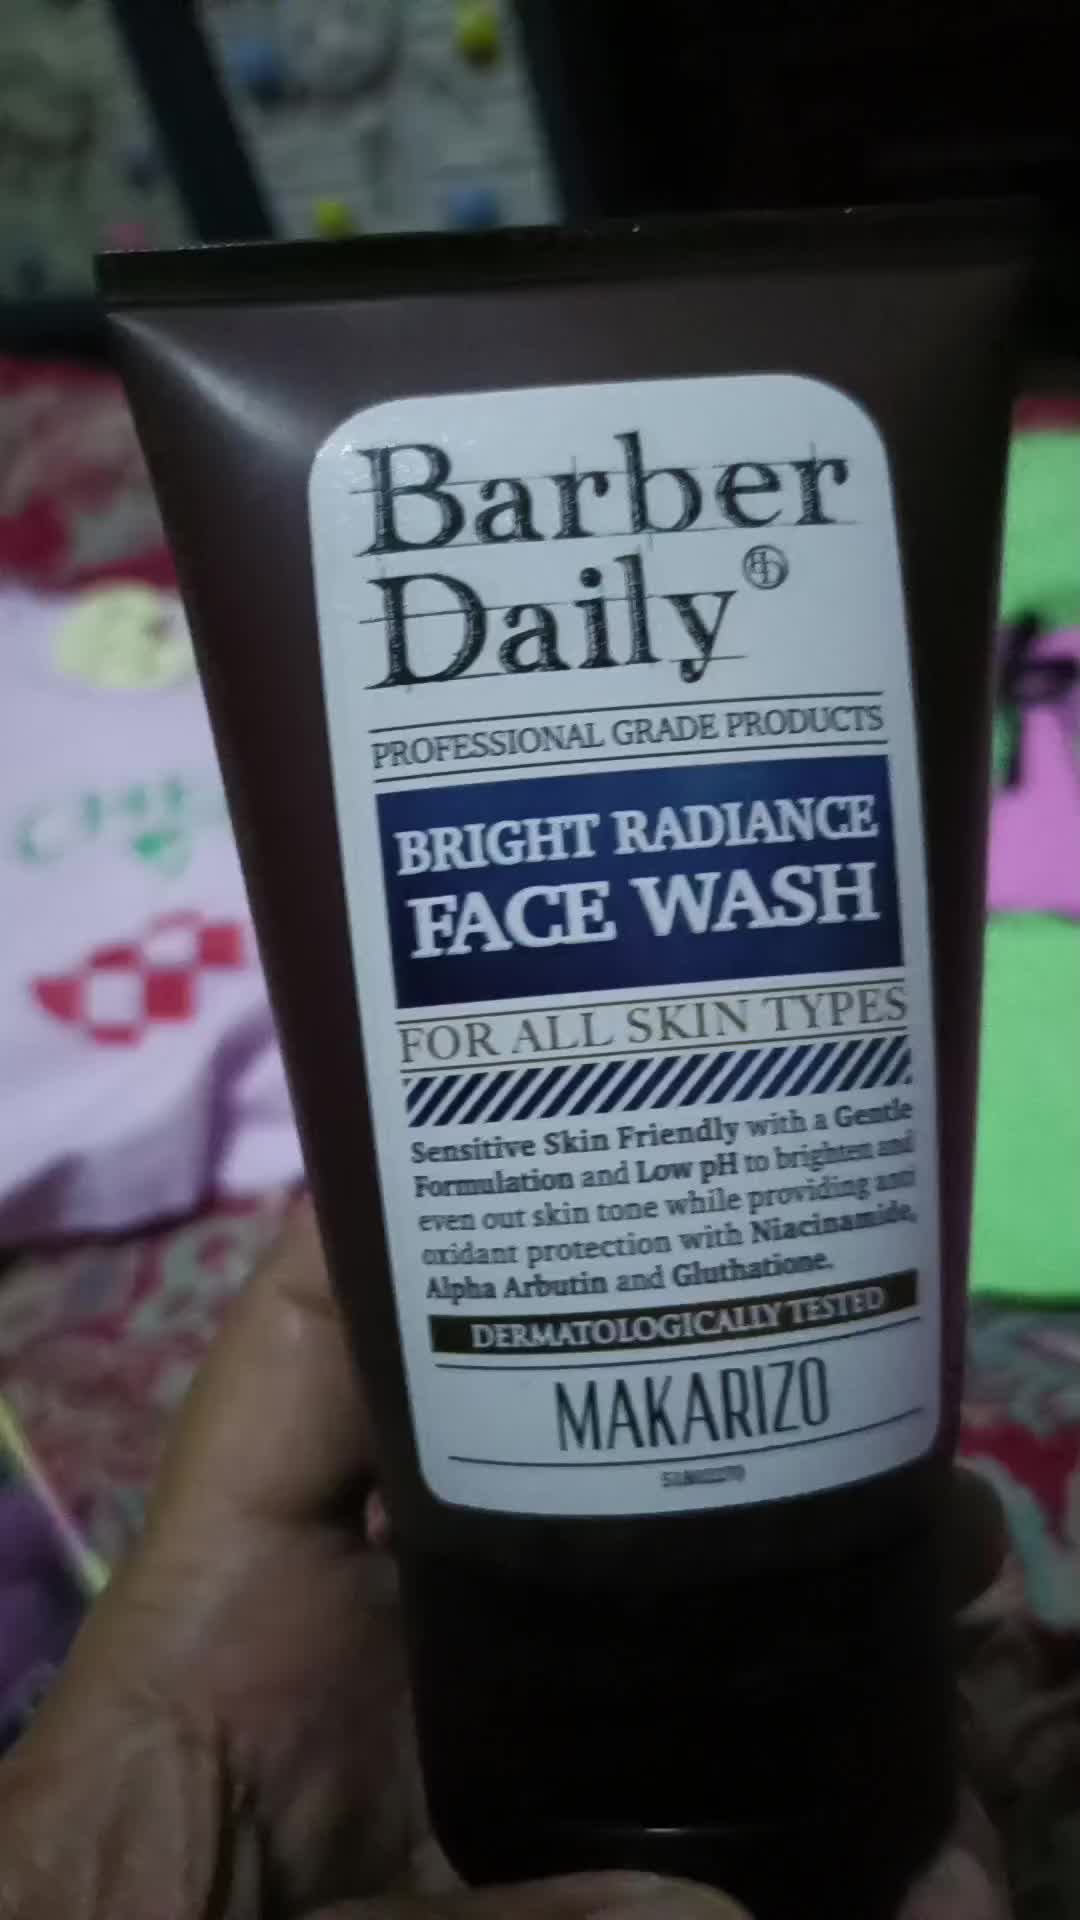 Barber
Daily
PROFESSIONAL GRADE PRODUCTS
BRIGHT RADIANCE
FACE WASH
FOR ALL SKIN TYPES
Sensitive Skin Friendly with a Gentle
Formulation and Low pH to brighten and
even out skin tone while providing anti
oxidant protection with Niacinamide,
Alpha Arbutin and Gluthatione.
DERMATOLOGICALLY TESTED
MAKARIZO